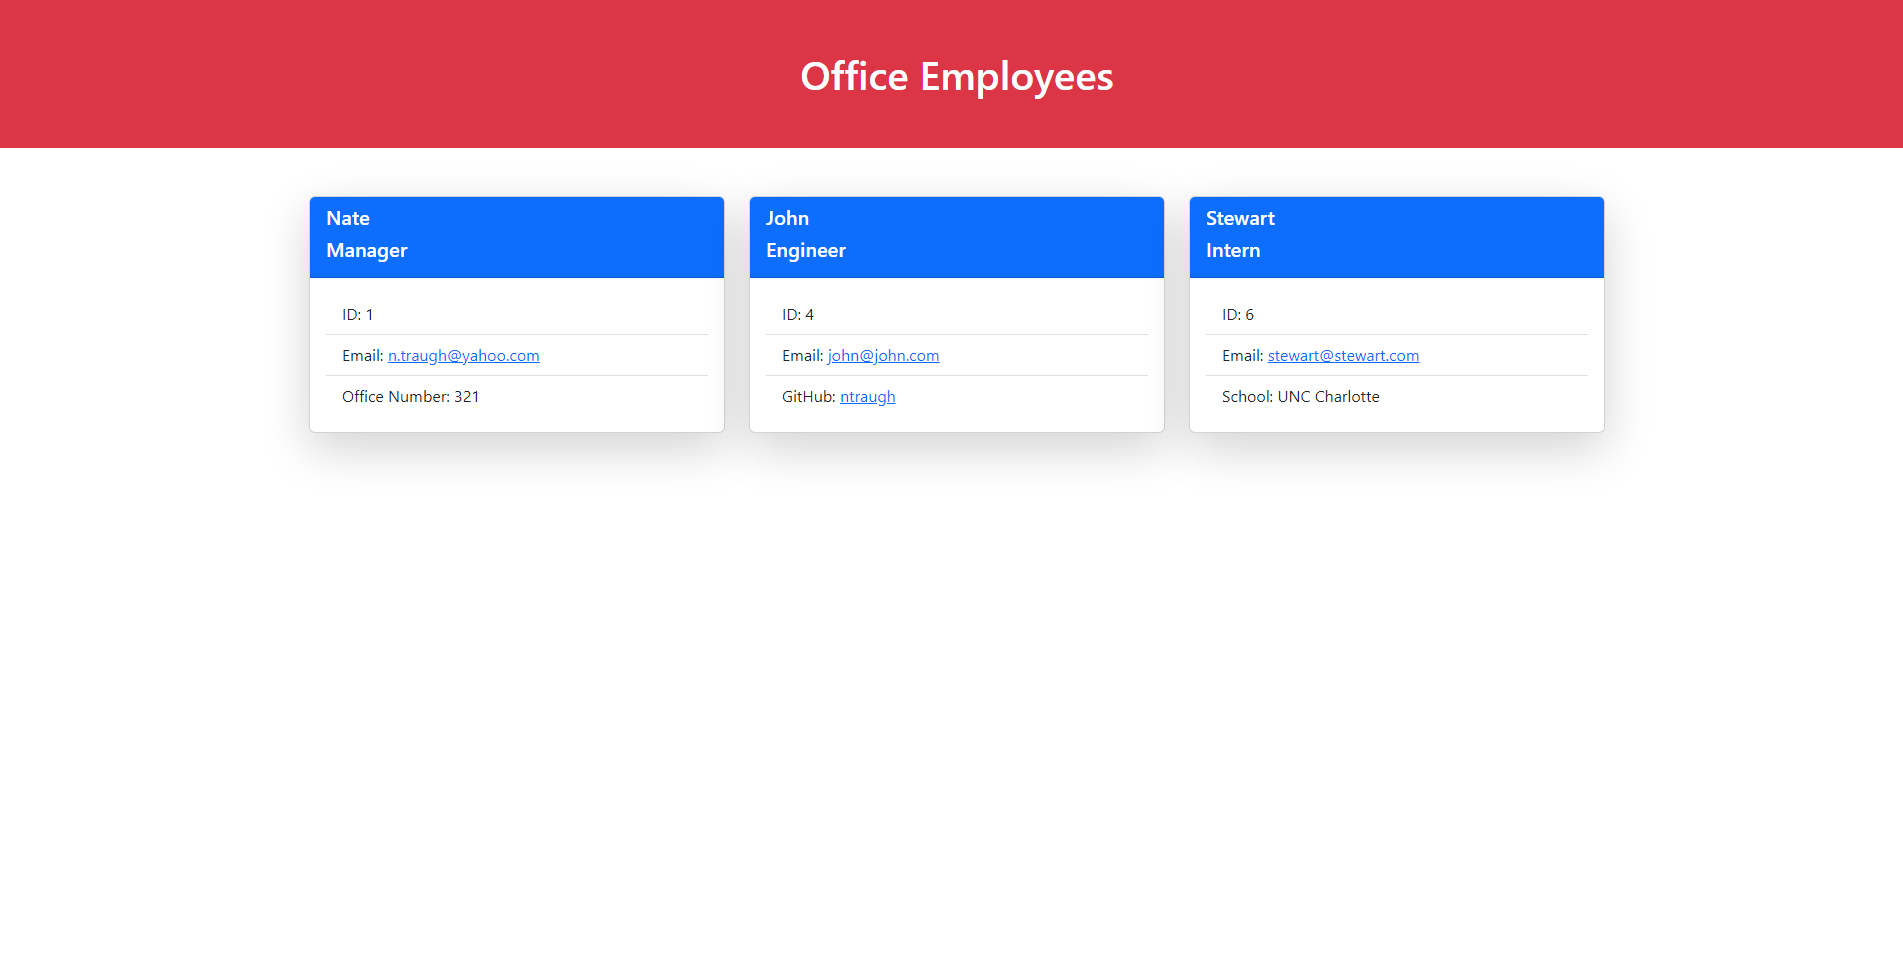 Office Employees
Nate
Manager
ID: 1
Email: n.traugh@yahoo.com
Office Number: 321
John
Engineer
ID: 4
Email: john@john.com
GitHub: ntraugh
Stewart
Intern
ID: 6
Email: stewart@stewart.com
School: UNC Charlotte